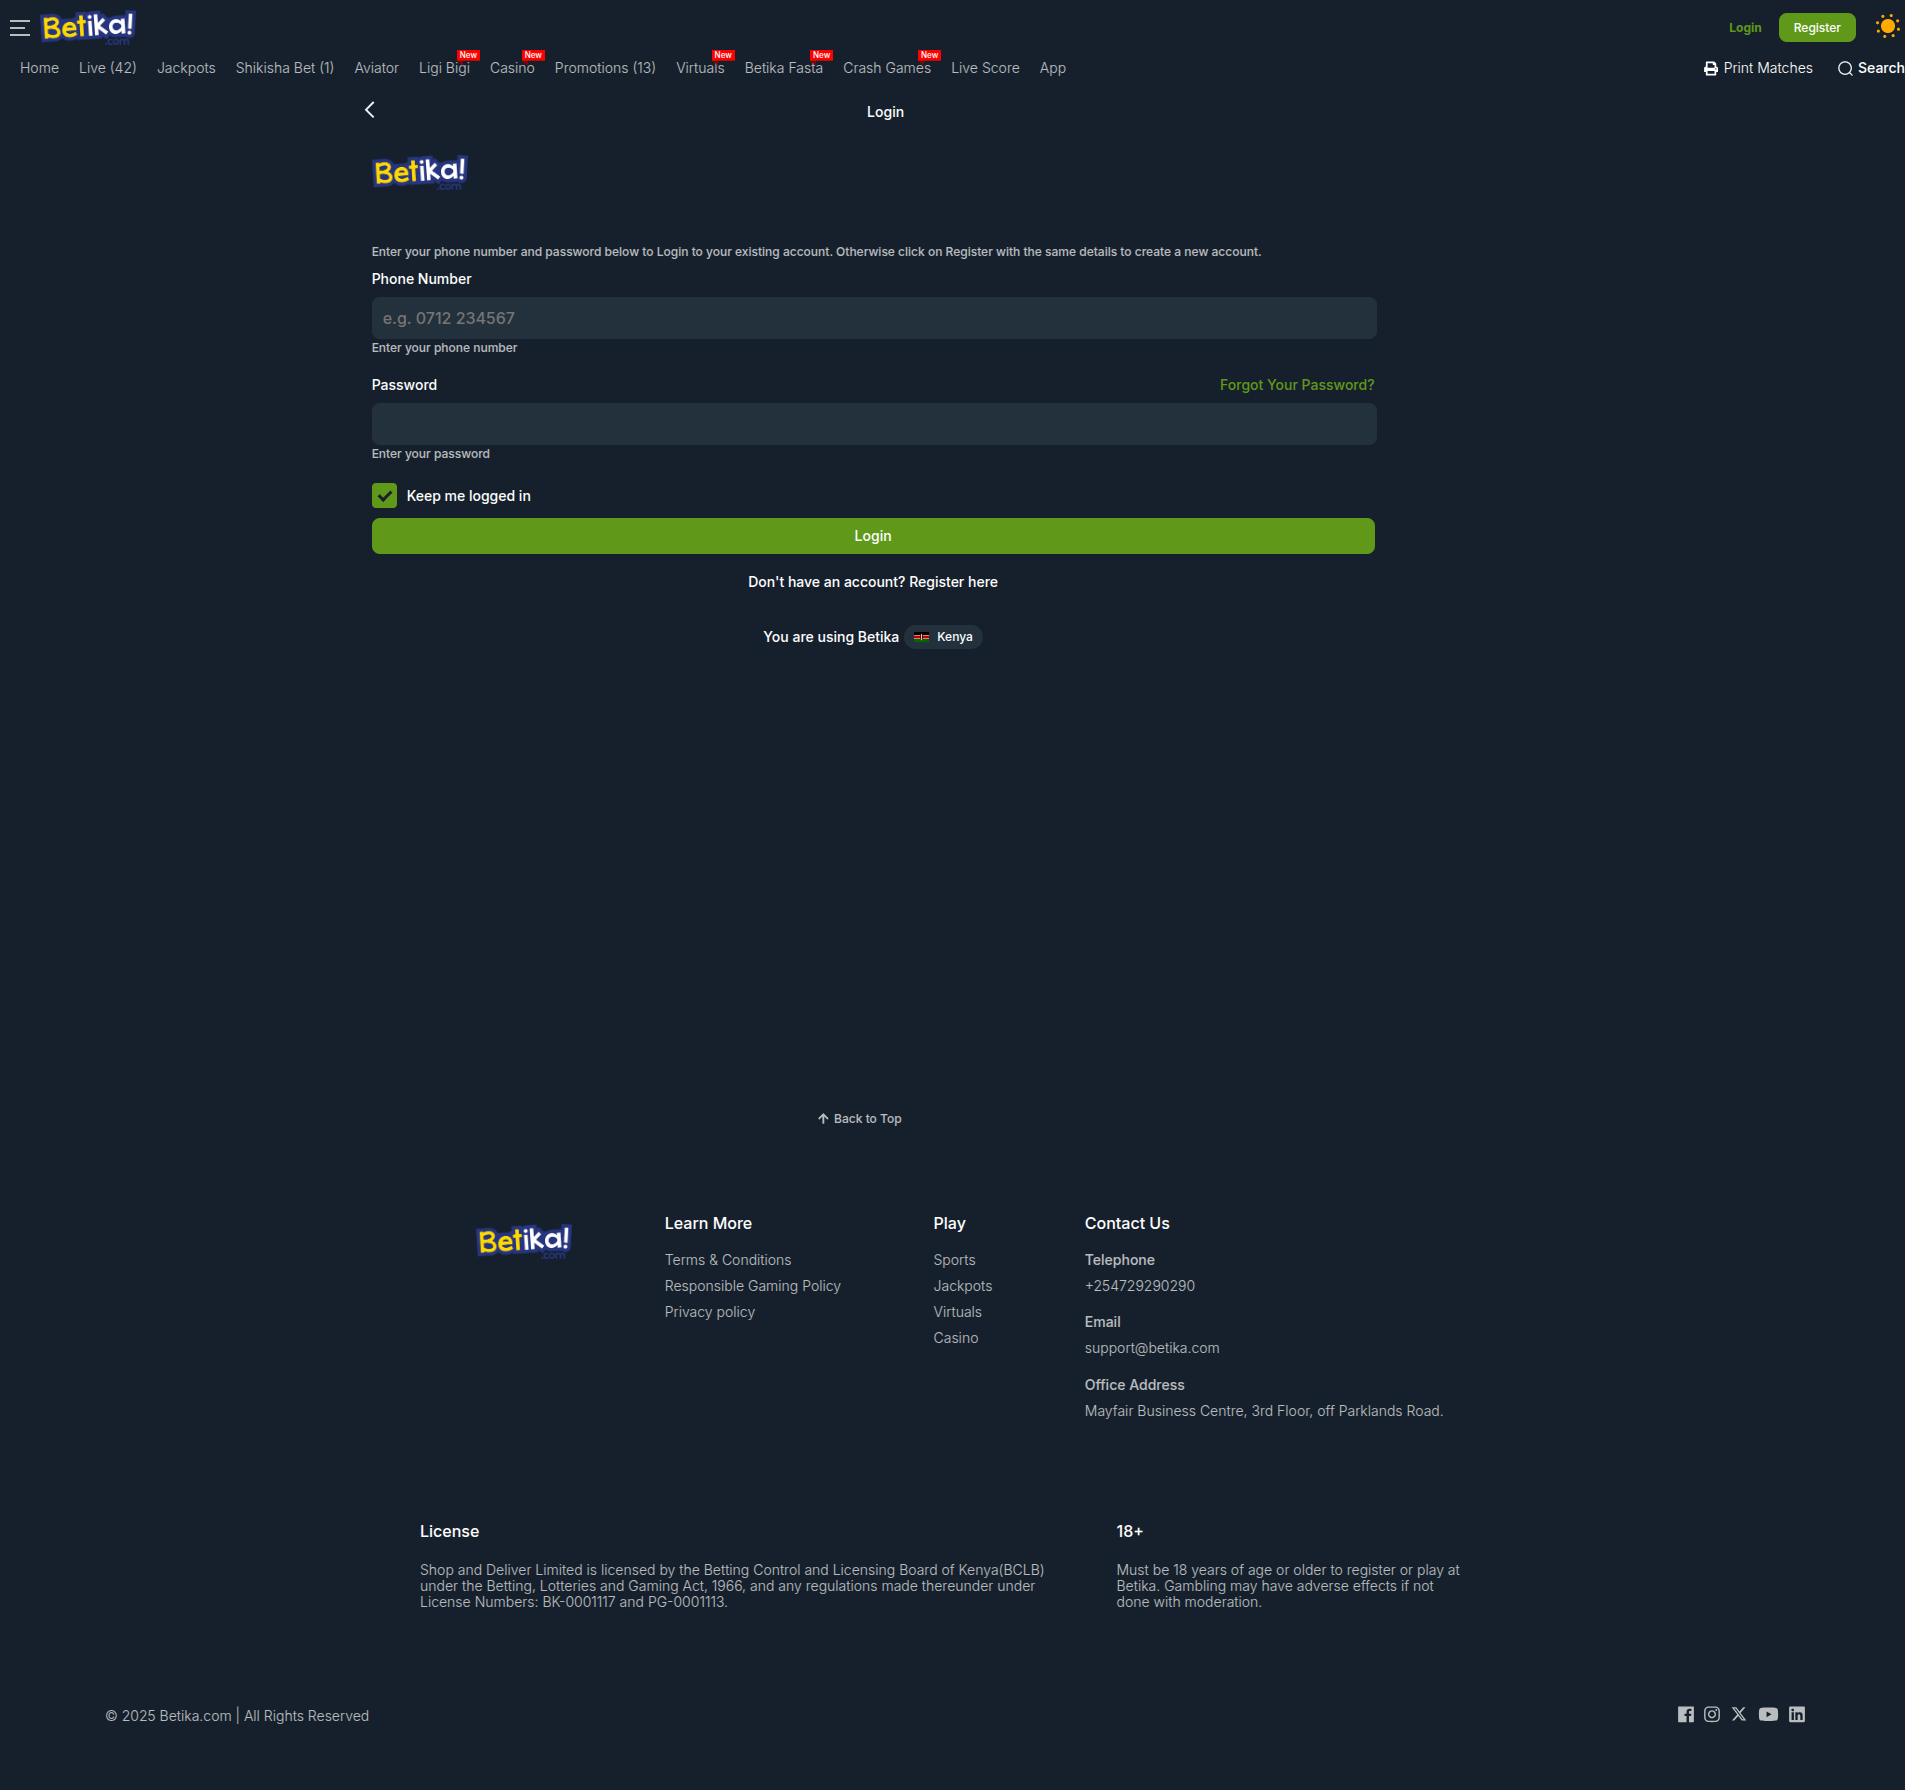 Betika!
.com
Login
Register
Home
Live (42)
Jackpots
Shikisha Bet (1)
Aviator
Ligi Bigi
New
Casino
New
Promotions (13)
Virtuals
New
Betika Fasta
New
Crash Games
New
Live Score
App
Print Matches
Search
Login
Betika!
.com
Enter your phone number and password below to Login to your existing account. Otherwise click on Register with the same details to create a new account.
Phone Number
e.g. 0712 234567
Enter your phone number
Password
Forgot Your Password?
Enter your password
Keep me logged in
Login
Don't have an account? Register here
You are using Betika Kenya
Back to Top
Betika!
.com
Learn More
Terms & Conditions
Responsible Gaming Policy
Privacy policy
Play
Sports
Jackpots
Virtuals
Casino
Contact Us
Telephone
+254729290290
Email
support@betika.com
Office Address
Mayfair Business Centre, 3rd Floor, off Parklands Road.
License
Shop and Deliver Limited is licensed by the Betting Control and Licensing Board of Kenya(BCLB)
under the Betting, Lotteries and Gaming Act, 1966, and any regulations made thereunder under
License Numbers: BK-0001117 and PG-0001113.
18+
Must be 18 years of age or older to register or play at
Betika. Gambling may have adverse effects if not
done with moderation.
© 2025 Betika.com | All Rights Reserved